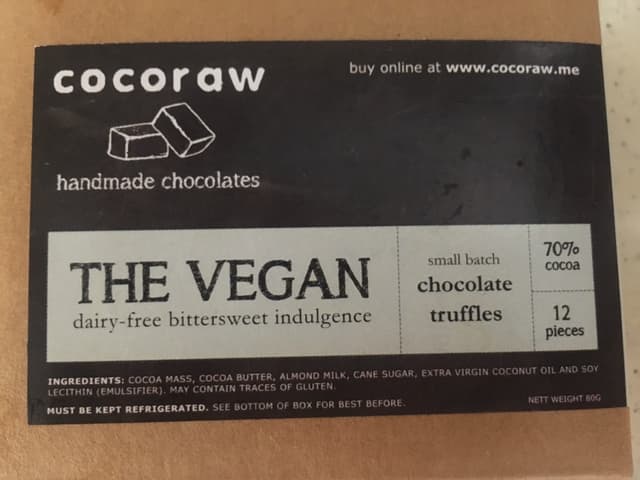 cocoraw
buy online at www.cocoraw.me
handmade chocolates
THE VEGAN
dairy-free bittersweet indulgence
small batch
chocolate
truffles
70%
cocoa
12
pieces
INGREDIENTS: COCOA MASS, COCOA BUTTER, ALMOND MILK, CANE SUGAR, EXTRA VIRGIN COCONUT OIL AND SOY
LECITHIN (EMULSIFIER). MAY CONTAIN TRACES OF GLUTEN.
MUST BE KEPT REFRIGERATED. SEE BOTTOM OF BOX FOR BEST BEFORE.
NETT WEIGHT 80G